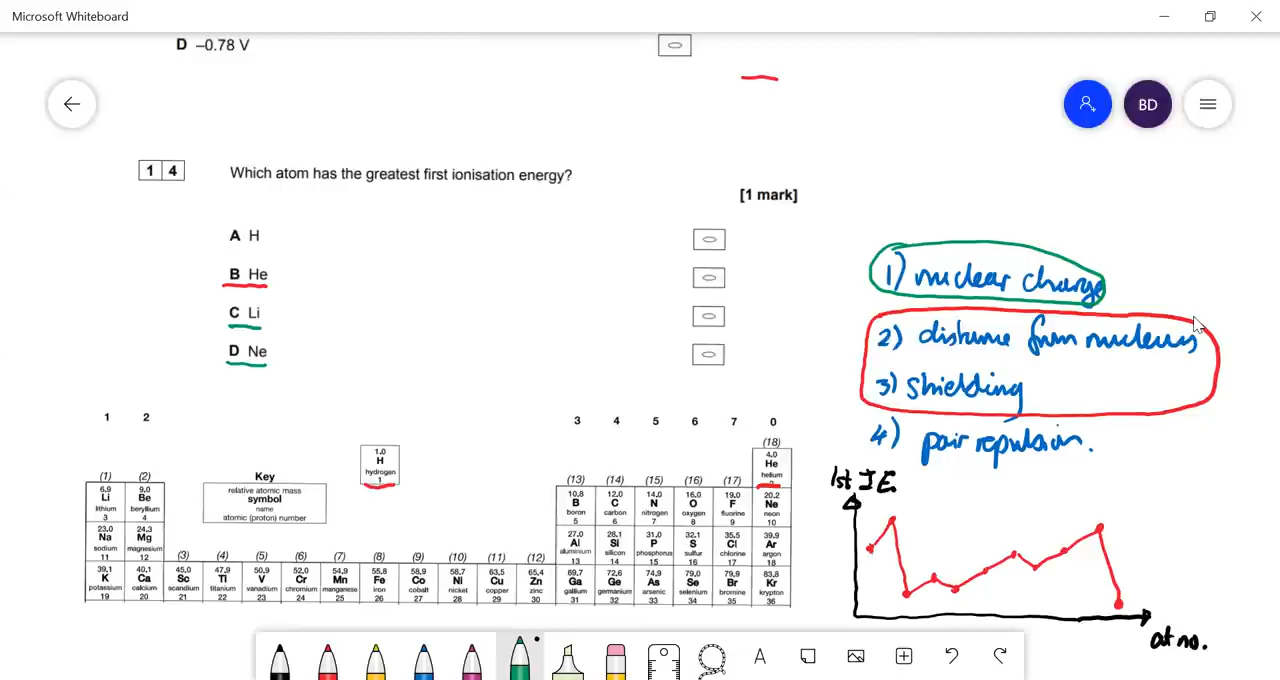 Microsoft Whiteboard
D –0.78 V
BD
1 4 Which atom has the greatest first ionisation energy?
[1 mark]
A H
B He
C Li
D Ne
1) nuclear charge
2) distance from nucleus
3) shielding
4) pair repulsion.
1 2 3 4 5 6 7 0
(18)
1.0 4.0
H He
hydrogen helium
1 2
(1) (2) Key (13) (14) (15) (16) (17)
relative atomic mass
symbol
name
atomic (proton) number
6.9 9.0 10.8 12.0 14.0 16.0 19.0 20.2
Li Be B C N O F Ne
lithium beryllium boron carbon nitrogen oxygen fluorine neon
3 4 5 6 7 8 9 10
23.0 24.3 27.0 28.1 31.0 32.1 35.5 39.9
Na Mg Al Si P S Cl Ar
sodium magnesium aluminium silicon phosphorus sulfur chlorine argon
11 12 13 14 15 16 17 18
(3) (4) (5) (6) (7) (8) (9) (10) (11) (12)
39.1 40.1 45.0 47.9 50.9 52.0 54.9 55.8 58.9 58.7 63.5 65.4 69.7 72.6 74.9 79.0 79.9 83.8
K Ca Sc Ti V Cr Mn Fe Co Ni Cu Zn Ga Ge As Se Br Kr
potassium calcium scandium titanium vanadium chromium manganese iron cobalt nickel copper zinc gallium germanium arsenic selenium bromine krypton
19 20 21 22 23 24 25 26 27 28 29 30 31 32 33 34 35 36
1st I E.
at no.
A